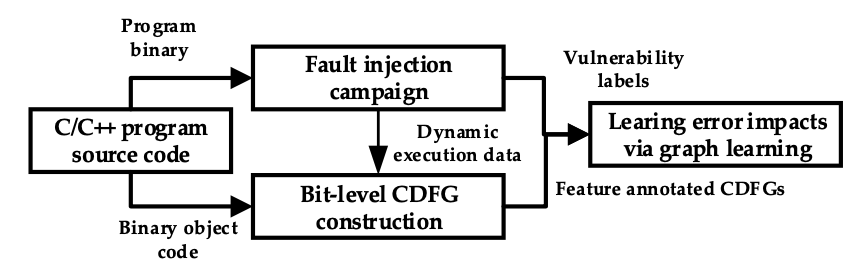 Program
binary
Fault injection
campaign
Vulnerability
labels
C/C++ program
source code
Dynamic
execution data
Learing error impacts
via graph learning
Binary object
code
Bit-level CDFG
construction
Feature annotated CDFGs